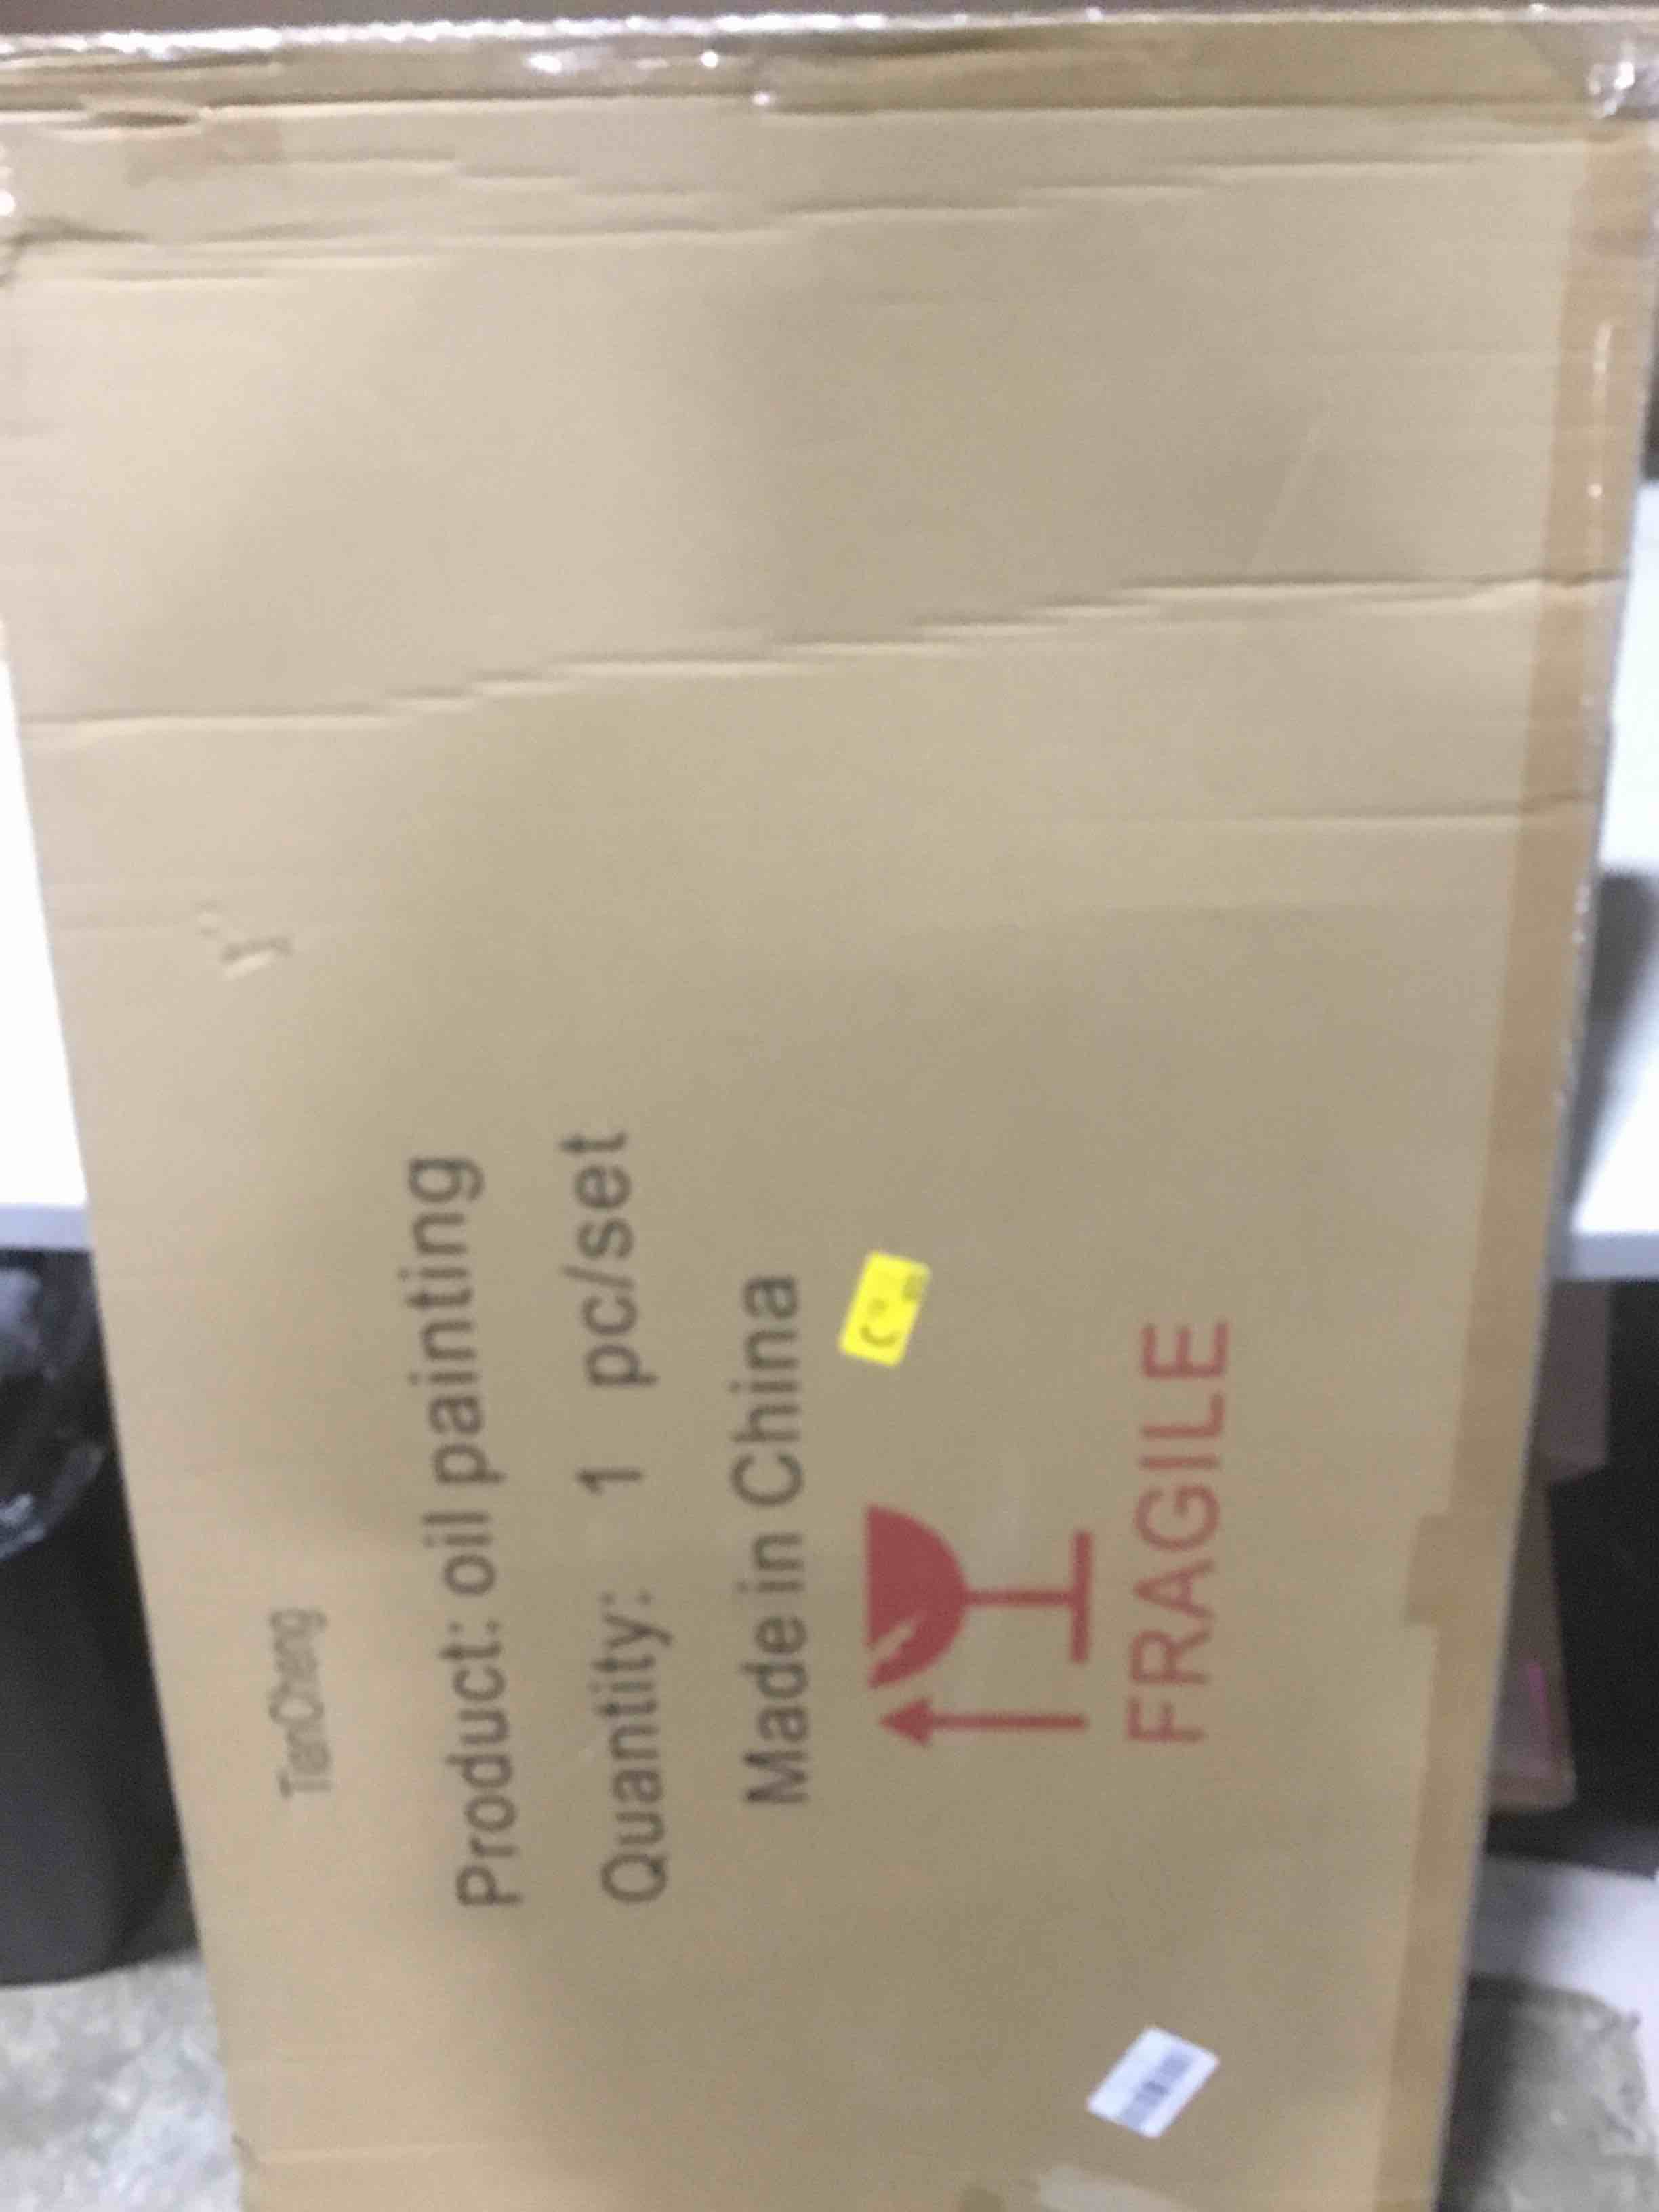 TianCheng
Product: oil painting
Quantity: 1 pc/set
Made in China
FRAGILE